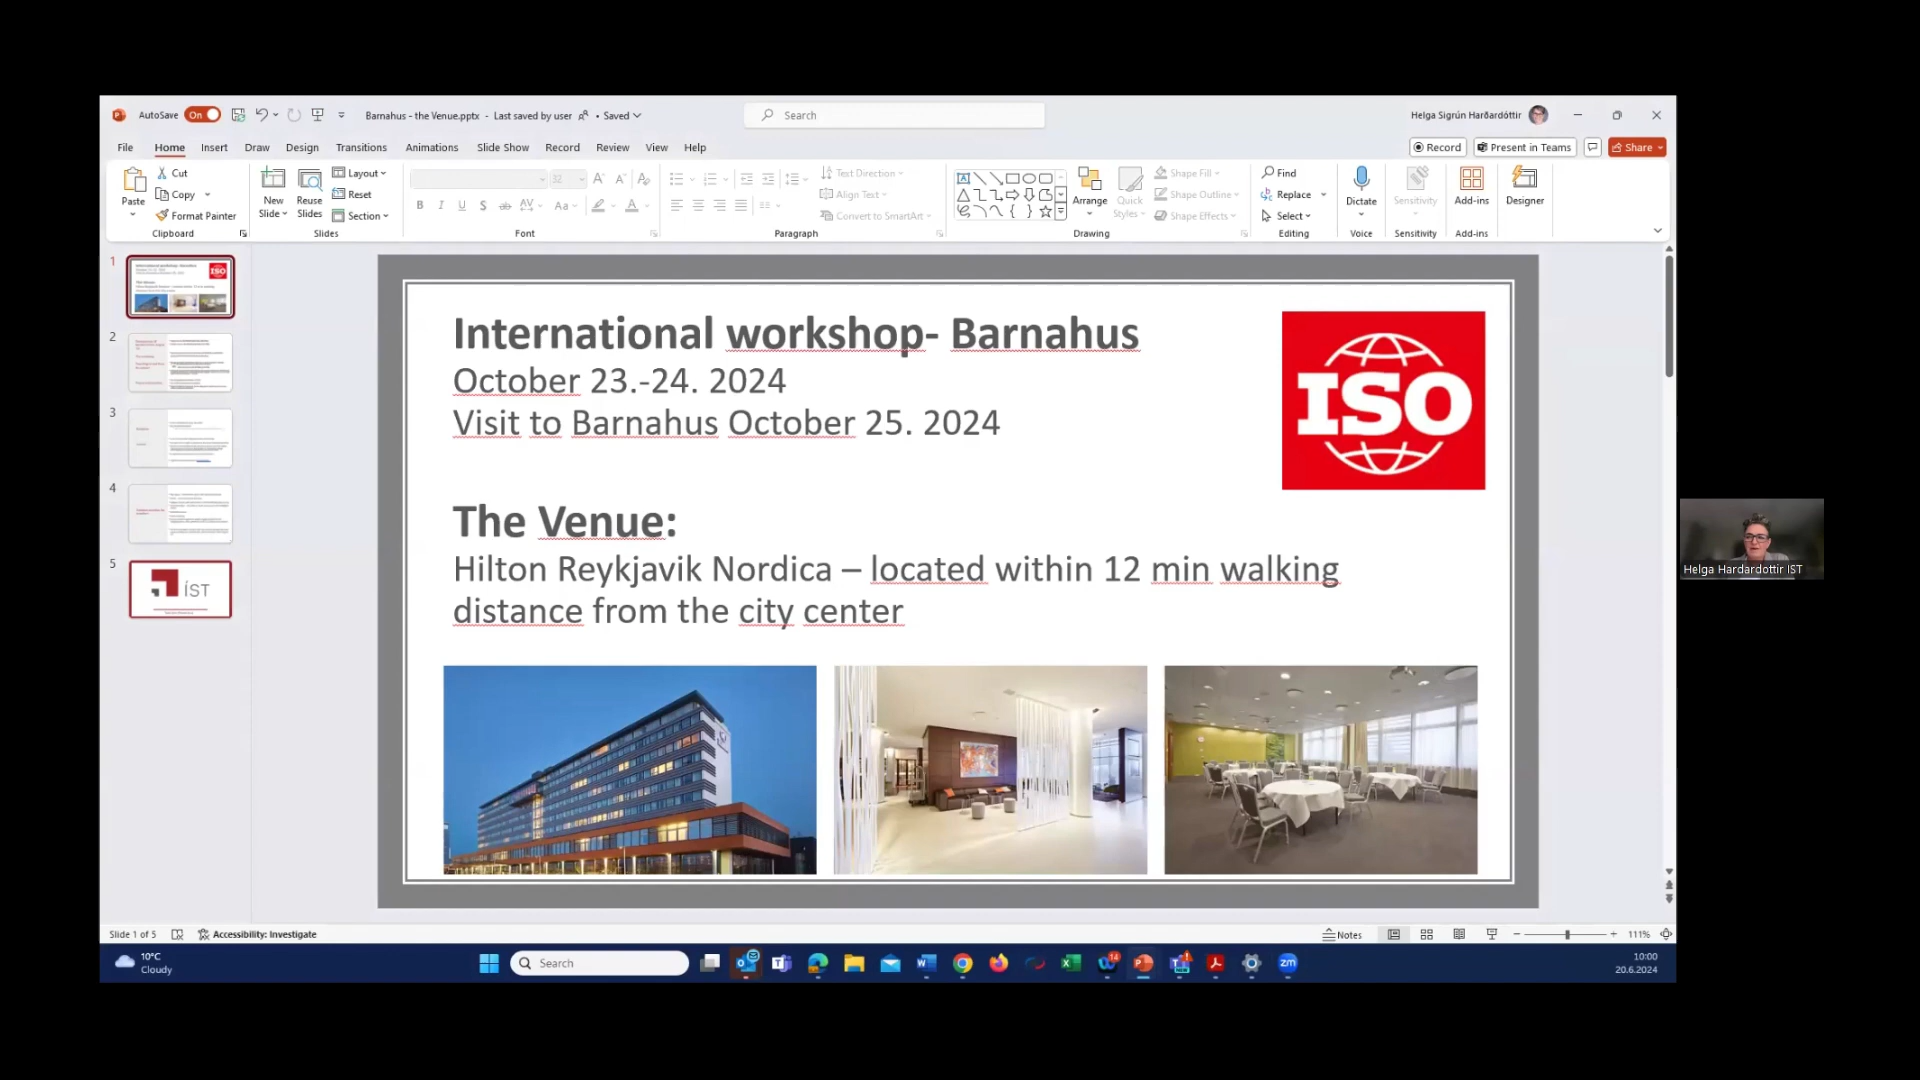 AutoSave On Barnahus - the Venue.pptx - Last saved by user • Saved Search Helga Sigrún Harðardóttir
File Home Insert Draw Design Transitions Animations Slide Show Record Review View Help Record Present in Teams Share
Paste Cut Copy Format Painter Clipboard
New Slide Reuse Slides Layout Reset Section Slides
32 Font
Text Direction Align Text Convert to SmartArt Paragraph
Arrange Quick Styles Shape Fill Shape Outline Shape Effects Drawing
Find Replace Select Editing
Dictate Voice
Sensitivity Sensitivity
Add-ins Add-ins
Designer
1
2
3
4
5
ÍST
International workshop- Barnahus
October 23.-24. 2024
Visit to Barnahus October 25. 2024
ISO
The Venue:
Hilton Reykjavik Nordica – located within 12 min walking
distance from the city center
Helga Hardardottir IST
Slide 1 of 5 Accessibility: Investigate Notes 111%
10°C
Cloudy
Search
10:00
20.6.2024